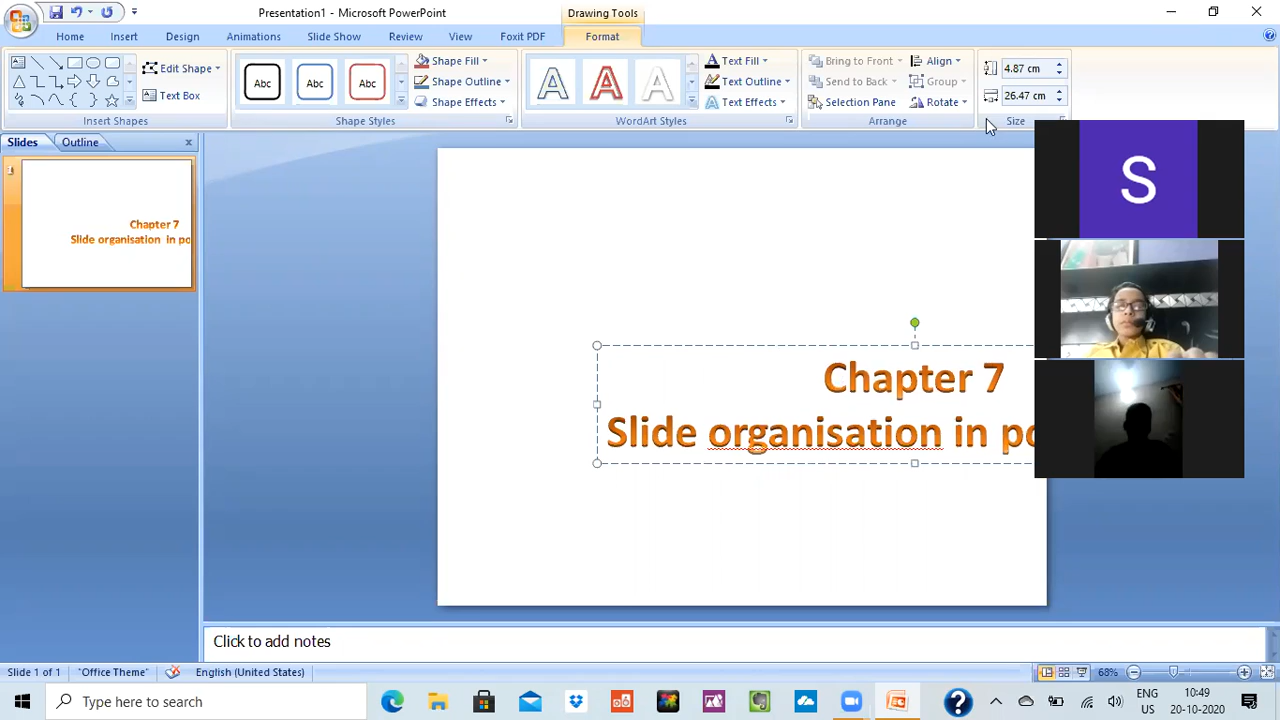 Presentation1 - Microsoft PowerPoint
Drawing Tools
Home Insert Design Animations Slide Show Review View Foxit PDF Format
Edit Shape
Text Box
Insert Shapes
Abc Abc Abc
Shape Fill
Shape Outline
Shape Effects
Shape Styles
A A A
Text Fill
Text Outline
Text Effects
WordArt Styles
Bring to Front
Send to Back
Selection Pane
Align
Group
Rotate
Arrange
4.87 cm
26.47 cm
Size
Slides Outline
1
Chapter 7
Slide organisation in po
S
Chapter 7
Slide organisation in po
Click to add notes
Slide 1 of 1 "Office Theme" English (United States) 68%
Type here to search
ENG
US
10:49
20-10-2020